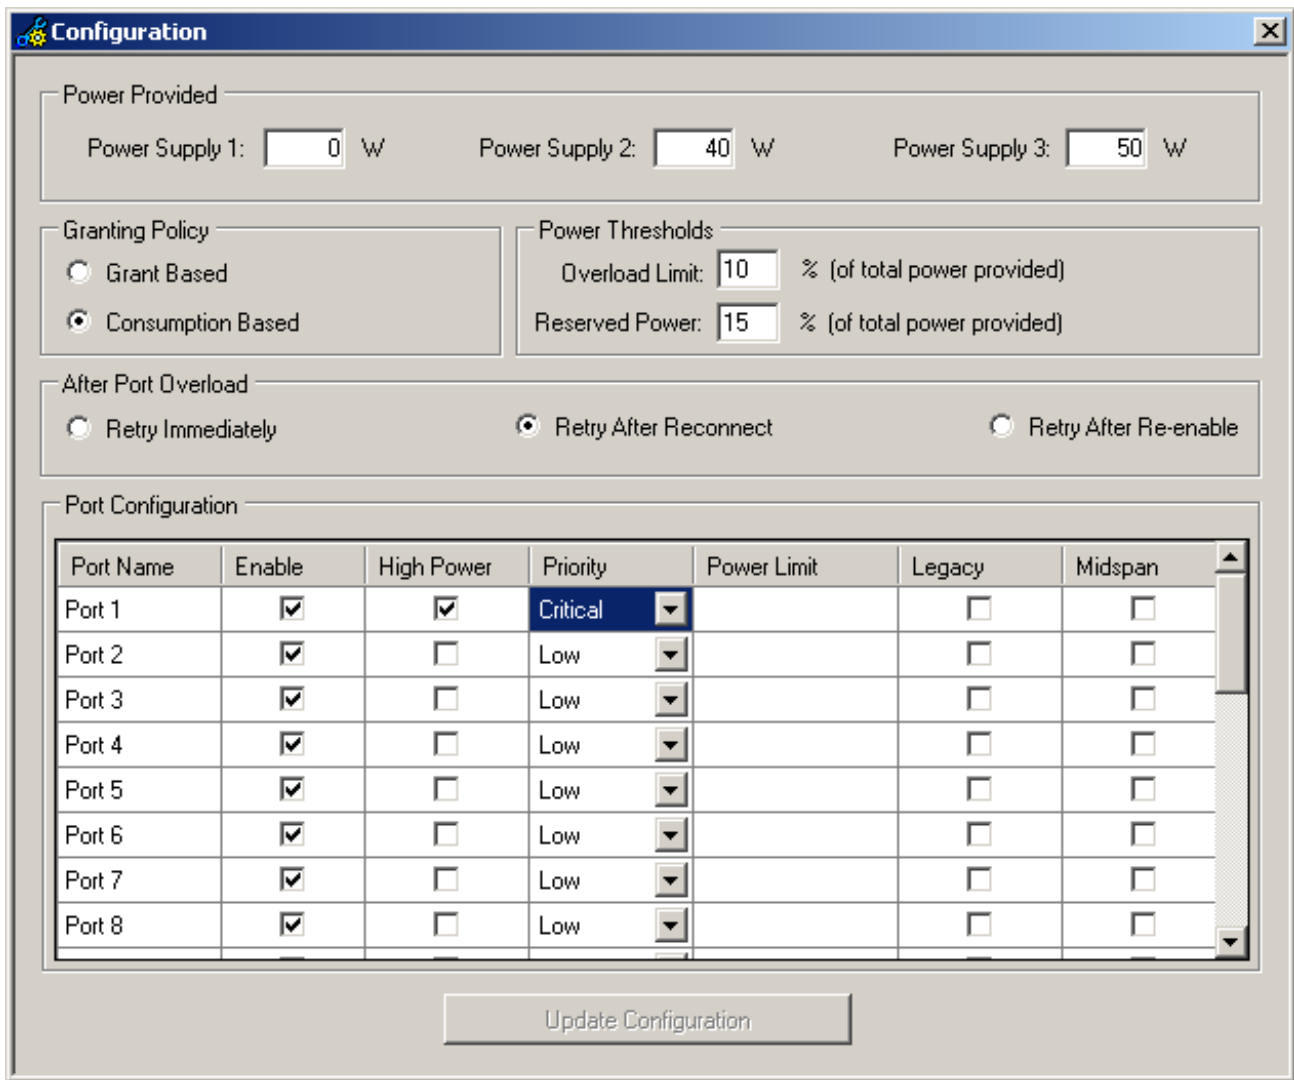 Configuration
Power Provided
Power Supply 1: 0 W Power Supply 2: 40 W Power Supply 3: 50 W
Granting Policy
Grant Based
Consumption Based
Power Thresholds
Overload Limit: 10 % (of total power provided)
Reserved Power: 15 % (of total power provided)
After Port Overload
Retry Immediately Retry After Reconnect Retry After Re-enable
Port Configuration
Port Name Enable High Power Priority Power Limit Legacy Midspan
Port 1 Critical
Port 2 Low
Port 3 Low
Port 4 Low
Port 5 Low
Port 6 Low
Port 7 Low
Port 8 Low
Update Configuration